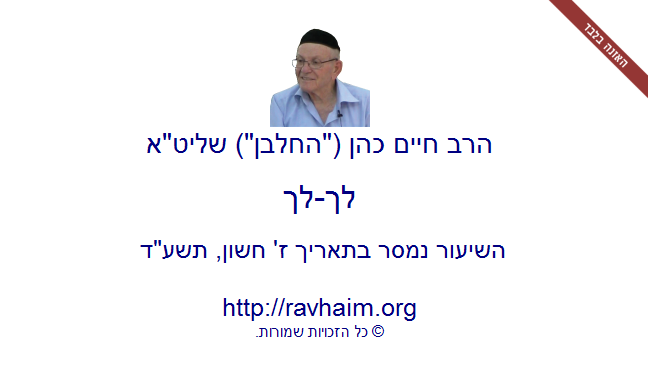 האזנה בלבד
הרב חיים כהן ("החלבן") שליט"א
לך-לך
השיעור נמסר בתאריך ז' חשון, תשע"ד
http://ravhaim.org
© כל הזכויות שמורות.